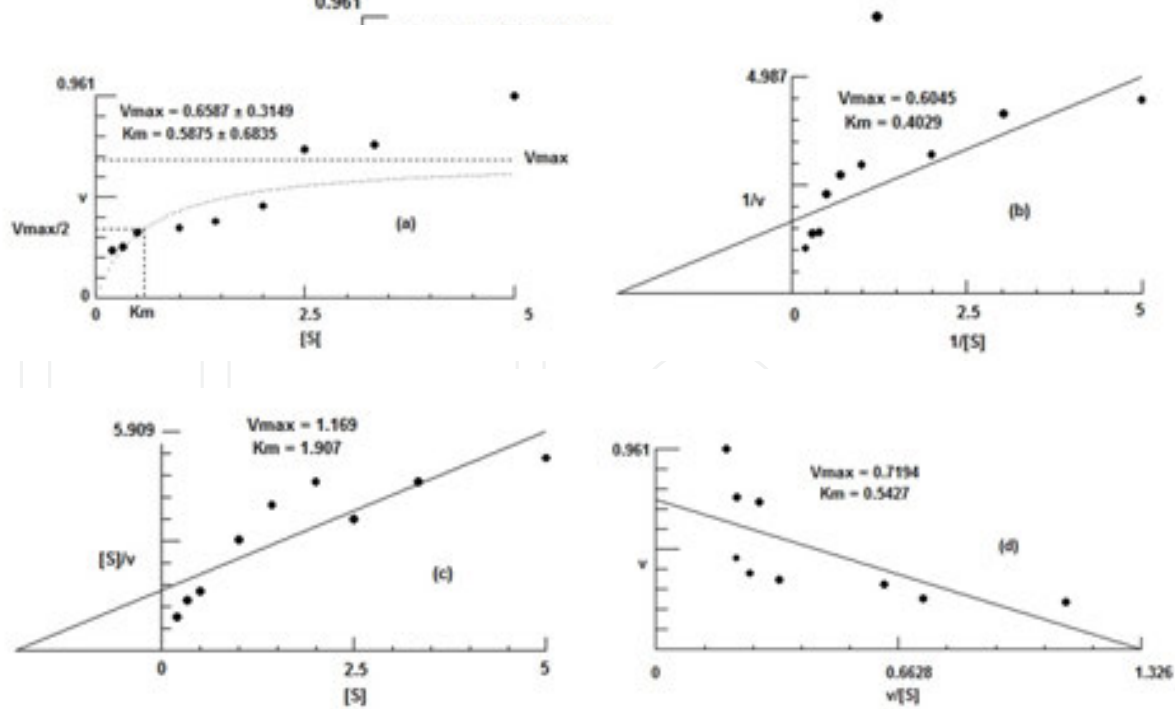 0.961
0.961
Vmax = 0.6587 ± 0.3149
Km = 0.5875 ± 0.6835
Vmax
v
Vmax/2
(a)
0
0
Km
2.5
5
[S[
4.987
Vmax = 0.6045
Km = 0.4029
1/v
(b)
0
2.5
5
1/[S]
5.909
Vmax = 1.169
Km = 1.907
[S]/v
(c)
0
2.5
5
[S]
0.961
Vmax = 0.7194
Km = 0.5427
v
(d)
0
0.6628
1.326
v/[S]